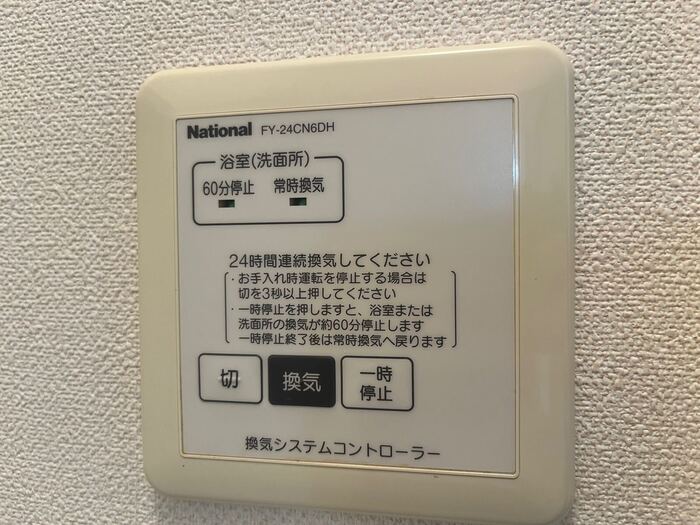 National FY-24CN6DH
浴室(洗面所)
60分停止 常時換気
24時間連続換気してください
・お手入れ時運転を停止する場合は
切を3秒以上押してください
・一時停止を押しますと、浴室または
洗面所の換気が約60分停止します
一時停止終了後は常時換気へ戻ります
切 換気 一時
停止
換気システムコントローラー